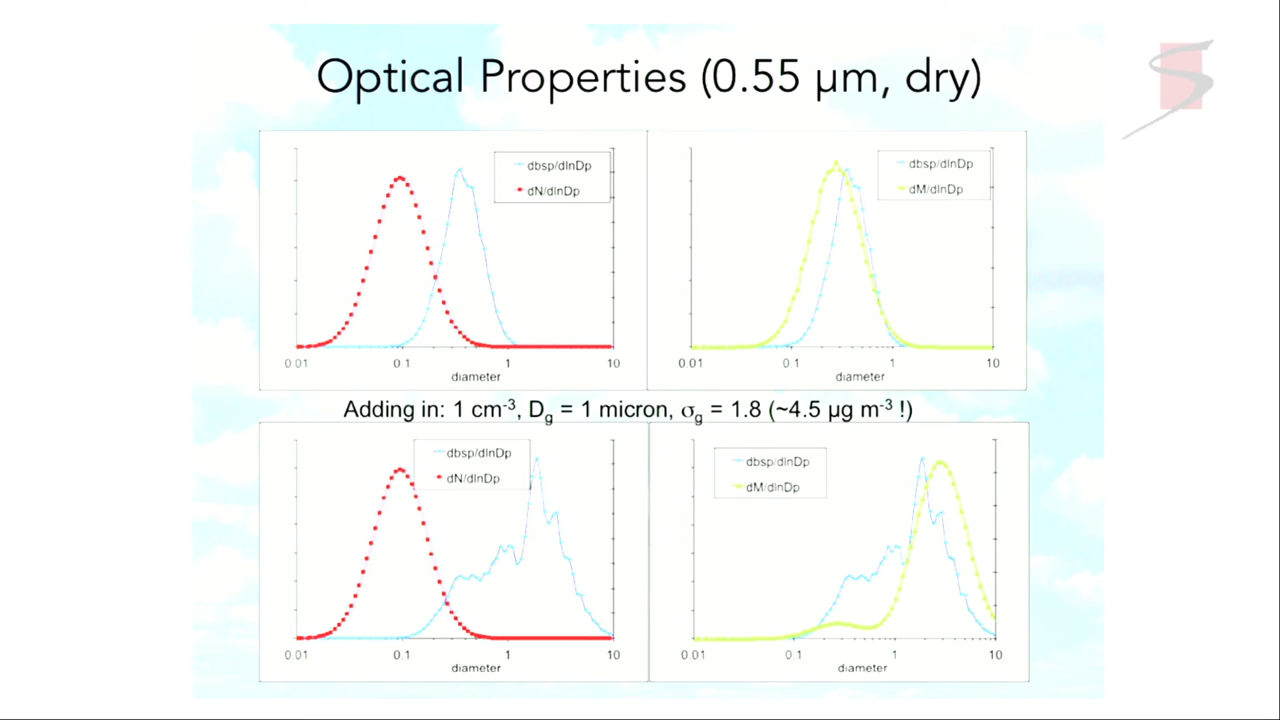 Optical Properties (0.55 µm, dry)
dbsp/dlnDp
dN/dlnDp
0.01 0.1 1 10
diameter
dbsp/dlnDp
dM/dlnDp
0.01 0.1 1 10
diameter
Adding in: 1 cm-3, Dg = 1 micron, σg = 1.8 (~4.5 µg m-3 !)
dbsp/dlnDp
dN/dlnDp
0.01 0.1 1 10
diameter
dbsp/dlnDp
dM/dlnDp
0.01 0.1 1 10
diameter